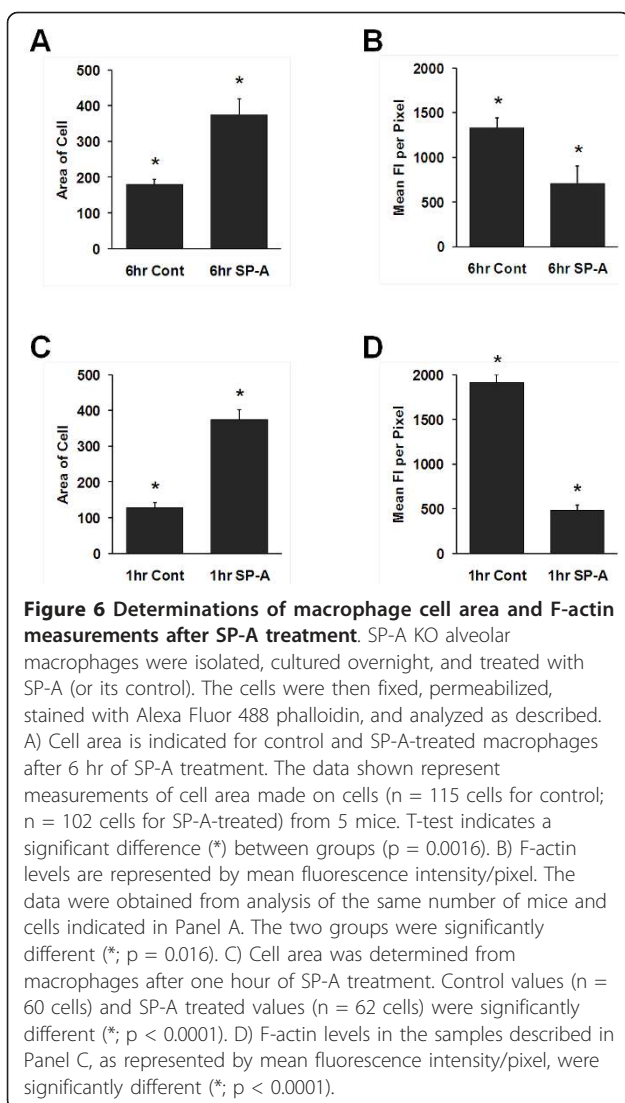 A
B
500
400
300
200
100
0
Area of Cell
*
*
6hr Cont 6hr SP-A
2000
1500
1000
500
0
Mean FI per Pixel
*
*
6hr Cont 6hr SP-A
C
D
500
400
300
200
100
0
Area of Cell
*
*
1hr Cont 1hr SP-A
2000
1500
1000
500
0
Mean FI per Pixel
*
*
1hr Cont 1hr SP-A
Figure 6 Determinations of macrophage cell area and F-actin
measurements after SP-A treatment. SP-A KO alveolar
macrophages were isolated, cultured overnight, and treated with
SP-A (or its control). The cells were then fixed, permeabilized,
stained with Alexa Fluor 488 phalloidin, and analyzed as described.
A) Cell area is indicated for control and SP-A-treated macrophages
after 6 hr of SP-A treatment. The data shown represent
measurements of cell area made on cells (n = 115 cells for control;
n = 102 cells for SP-A-treated) from 5 mice. T-test indicates a
significant difference (*) between groups (p = 0.0016). B) F-actin
levels are represented by mean fluorescence intensity/pixel. The
data were obtained from analysis of the same number of mice and
cells indicated in Panel A. The two groups were significantly
different (*; p = 0.016). C) Cell area was determined from
macrophages after one hour of SP-A treatment. Control values (n =
60 cells) and SP-A treated values (n = 62 cells) were significantly
different (*; p < 0.0001). D) F-actin levels in the samples described in
Panel C, as represented by mean fluorescence intensity/pixel, were
significantly different (*; p < 0.0001).